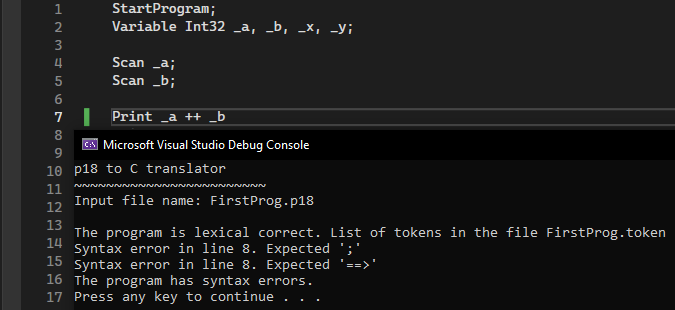 1 StartProgram;
2 Variable Int32 _a, _b, _x, _y;
3
4 Scan _a;
5 Scan _b;
6
7 Print _a ++ _b
8
Microsoft Visual Studio Debug Console
9
10 p18 to C translator
11 ~~~~~~~~~~~~~~~~~~~~~~~~
12 Input file name: FirstProg.p18
13 The program is lexical correct. List of tokens in the file FirstProg.token
14 Syntax error in line 8. Expected ';'
15 Syntax error in line 8. Expected '==>'
16 The program has syntax errors.
17 Press any key to continue . . .